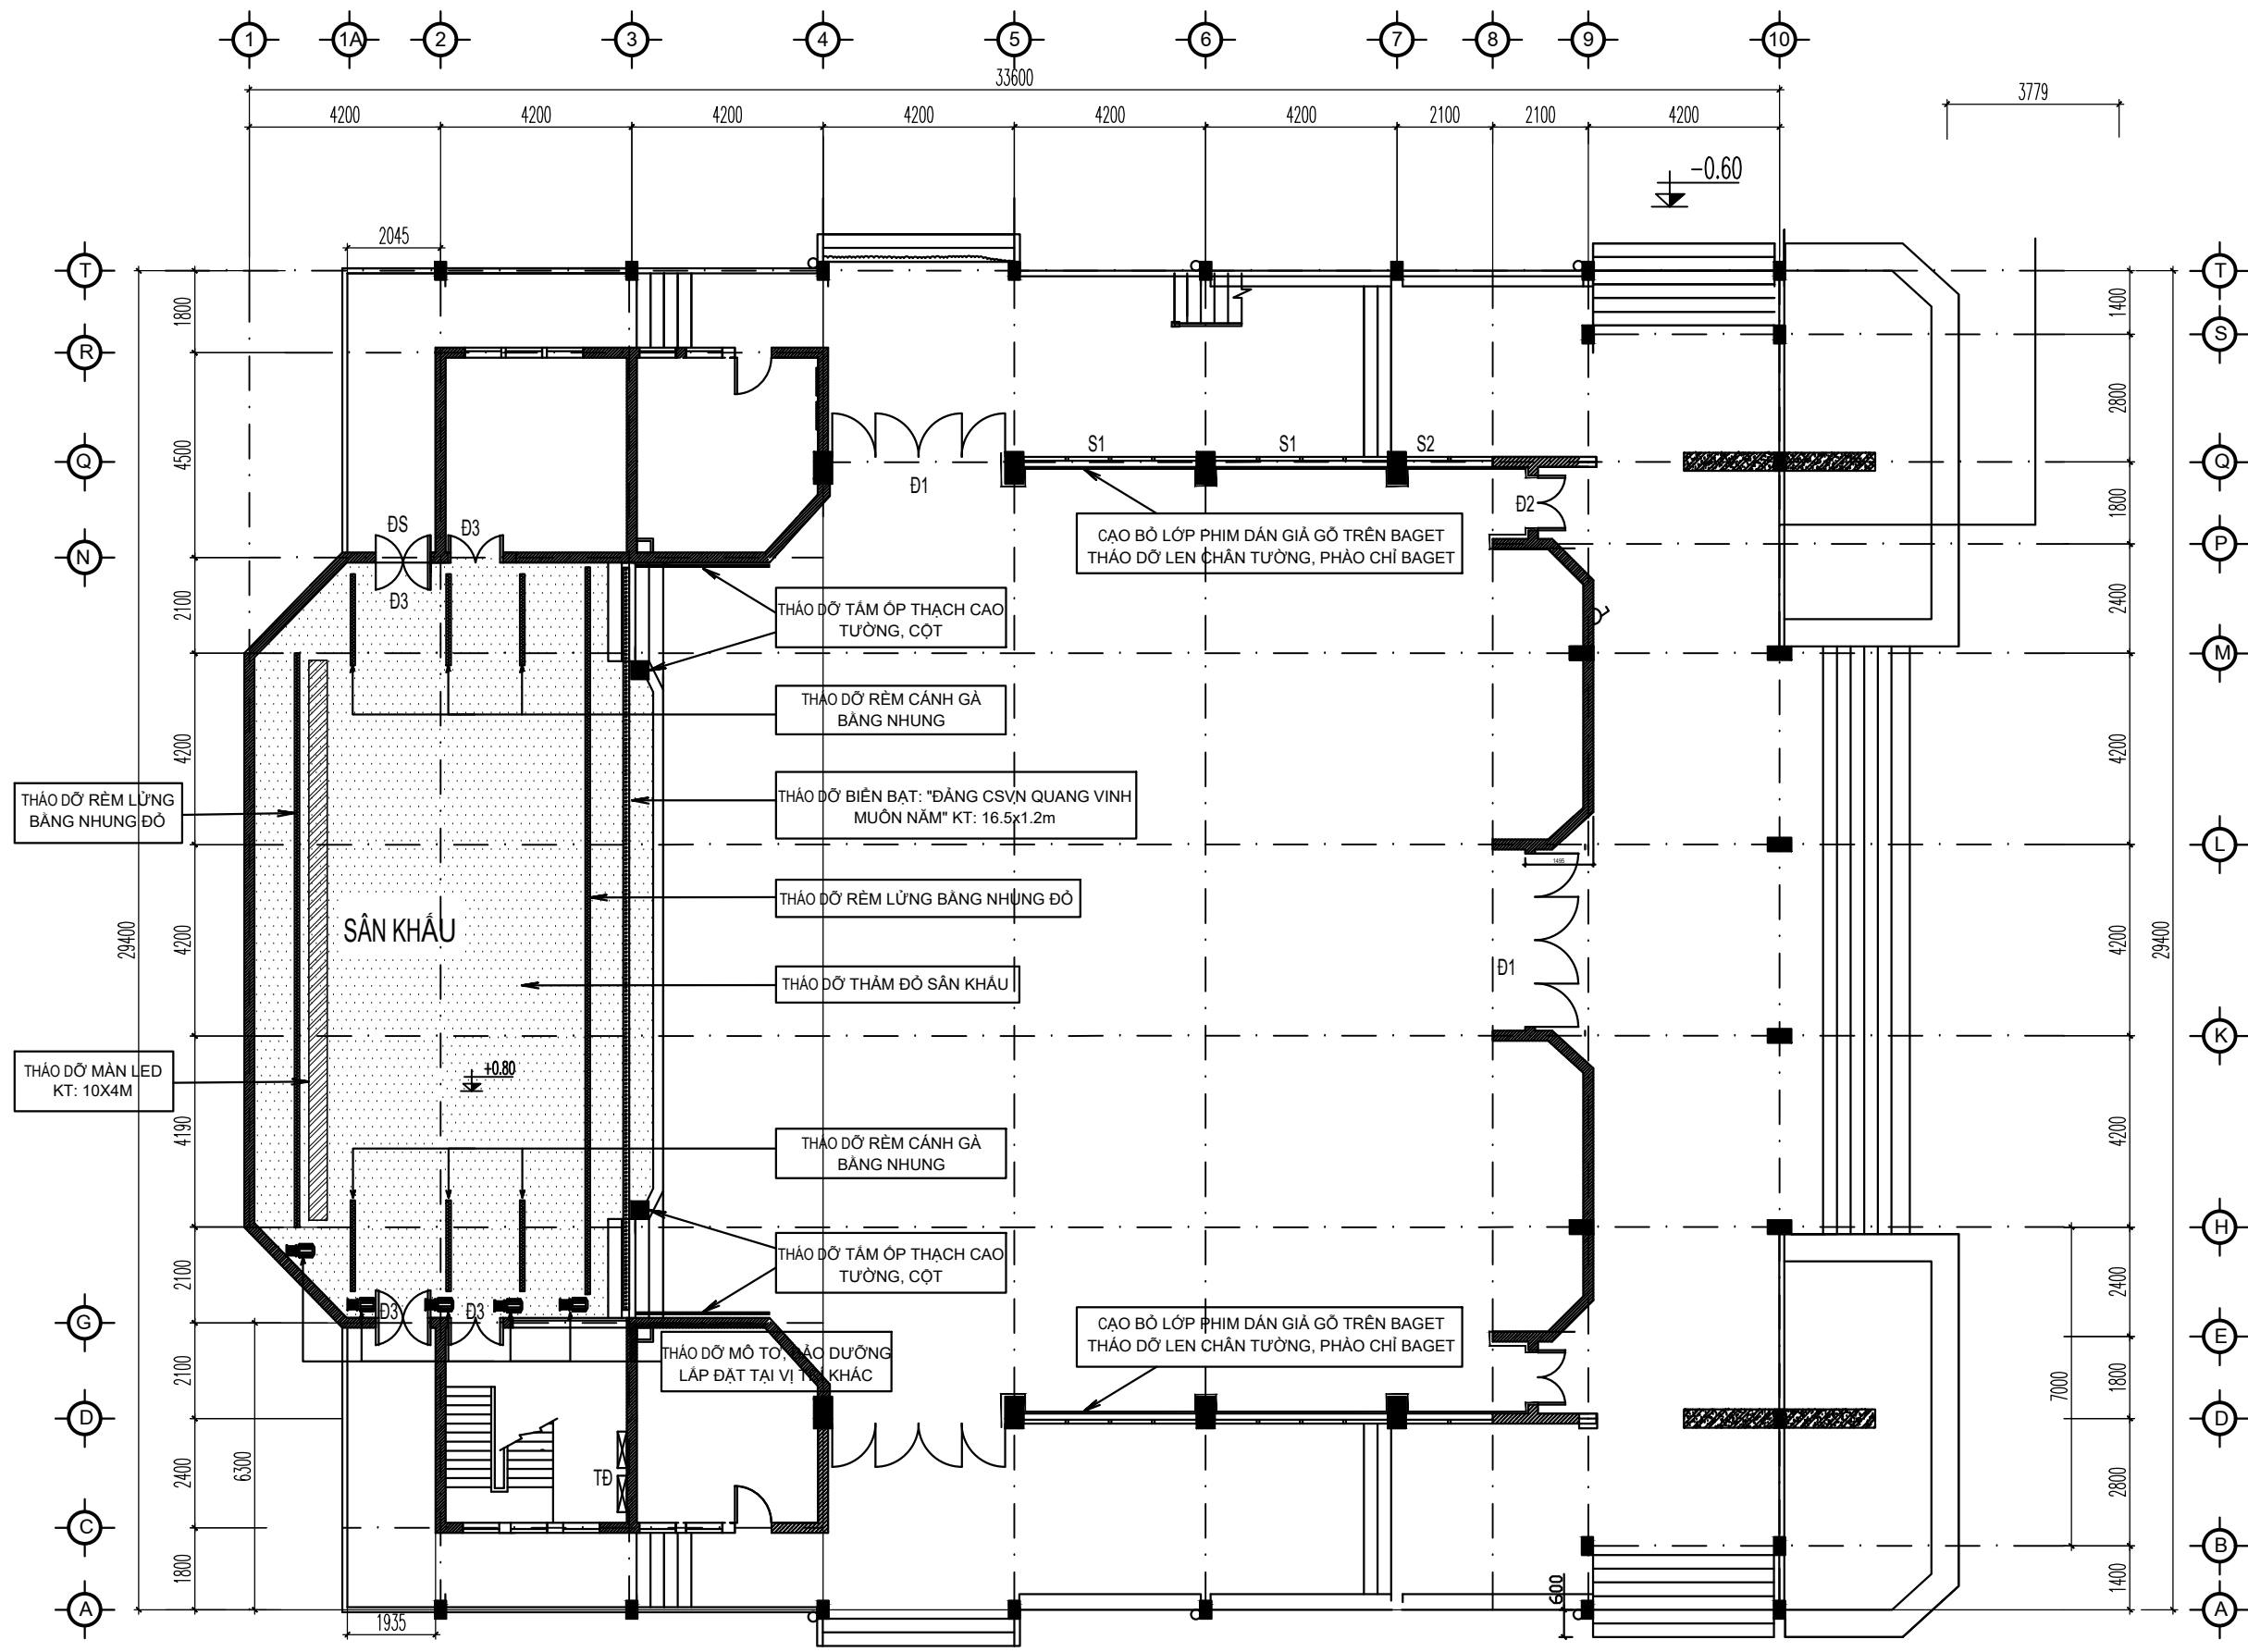 1 1A 2 3 4 5 6 7 8 9 10
33600
3779
4200 4200 4200 4200 4200 4200 2100 2100 4200
-0.60
2045
T
R
Q
N
G
D
C
A
T
S
Q
P
M
L
K
H
E
D
B
A
1800
4500
2100
4200
4200
4190
2100
2100
2400
1800
29400
6300
1400
2800
1800
2400
4200
4200
4200
2400
1800
2800
1400
29400
7000
S1 S1 S2
Đ1
Đ2
ĐS Đ3
Đ3
CẠO BỎ LỚP PHIM DÁN GIẢ GỖ TRÊN BAGET
THÁO DỠ LEN CHÂN TƯỜNG, PHÀO CHỈ BAGET
THÁO DỠ TẤM ỐP THẠCH CAO
TƯỜNG, CỘT
THÁO DỠ RÈM CÁNH GÀ
BẰNG NHUNG
THÁO DỠ RÈM LỬNG
BẰNG NHUNG ĐỎ
THÁO DỠ BIỂN BẠT: "ĐẢNG CSVN QUANG VINH
MUÔN NĂM" KT: 16.5x1.2m
1495
THÁO DỠ RÈM LỬNG BẰNG NHUNG ĐỎ
SÂN KHẤU
Đ1
THÁO DỠ THẢM ĐỎ SÂN KHẤU
THÁO DỠ MÀN LED
KT: 10X4M
+0.80
THÁO DỠ RÈM CÁNH GÀ
BẰNG NHUNG
THÁO DỠ TẤM ỐP THẠCH CAO
TƯỜNG, CỘT
Đ3 Đ3
CẠO BỎ LỚP PHIM DÁN GIẢ GỖ TRÊN BAGET
THÁO DỠ LEN CHÂN TƯỜNG, PHÀO CHỈ BAGET
THÁO DỠ MÔ TƠ, BẢO DƯỠNG
LẮP ĐẶT TẠI VỊ TRÍ KHÁC
TĐ
600
1935